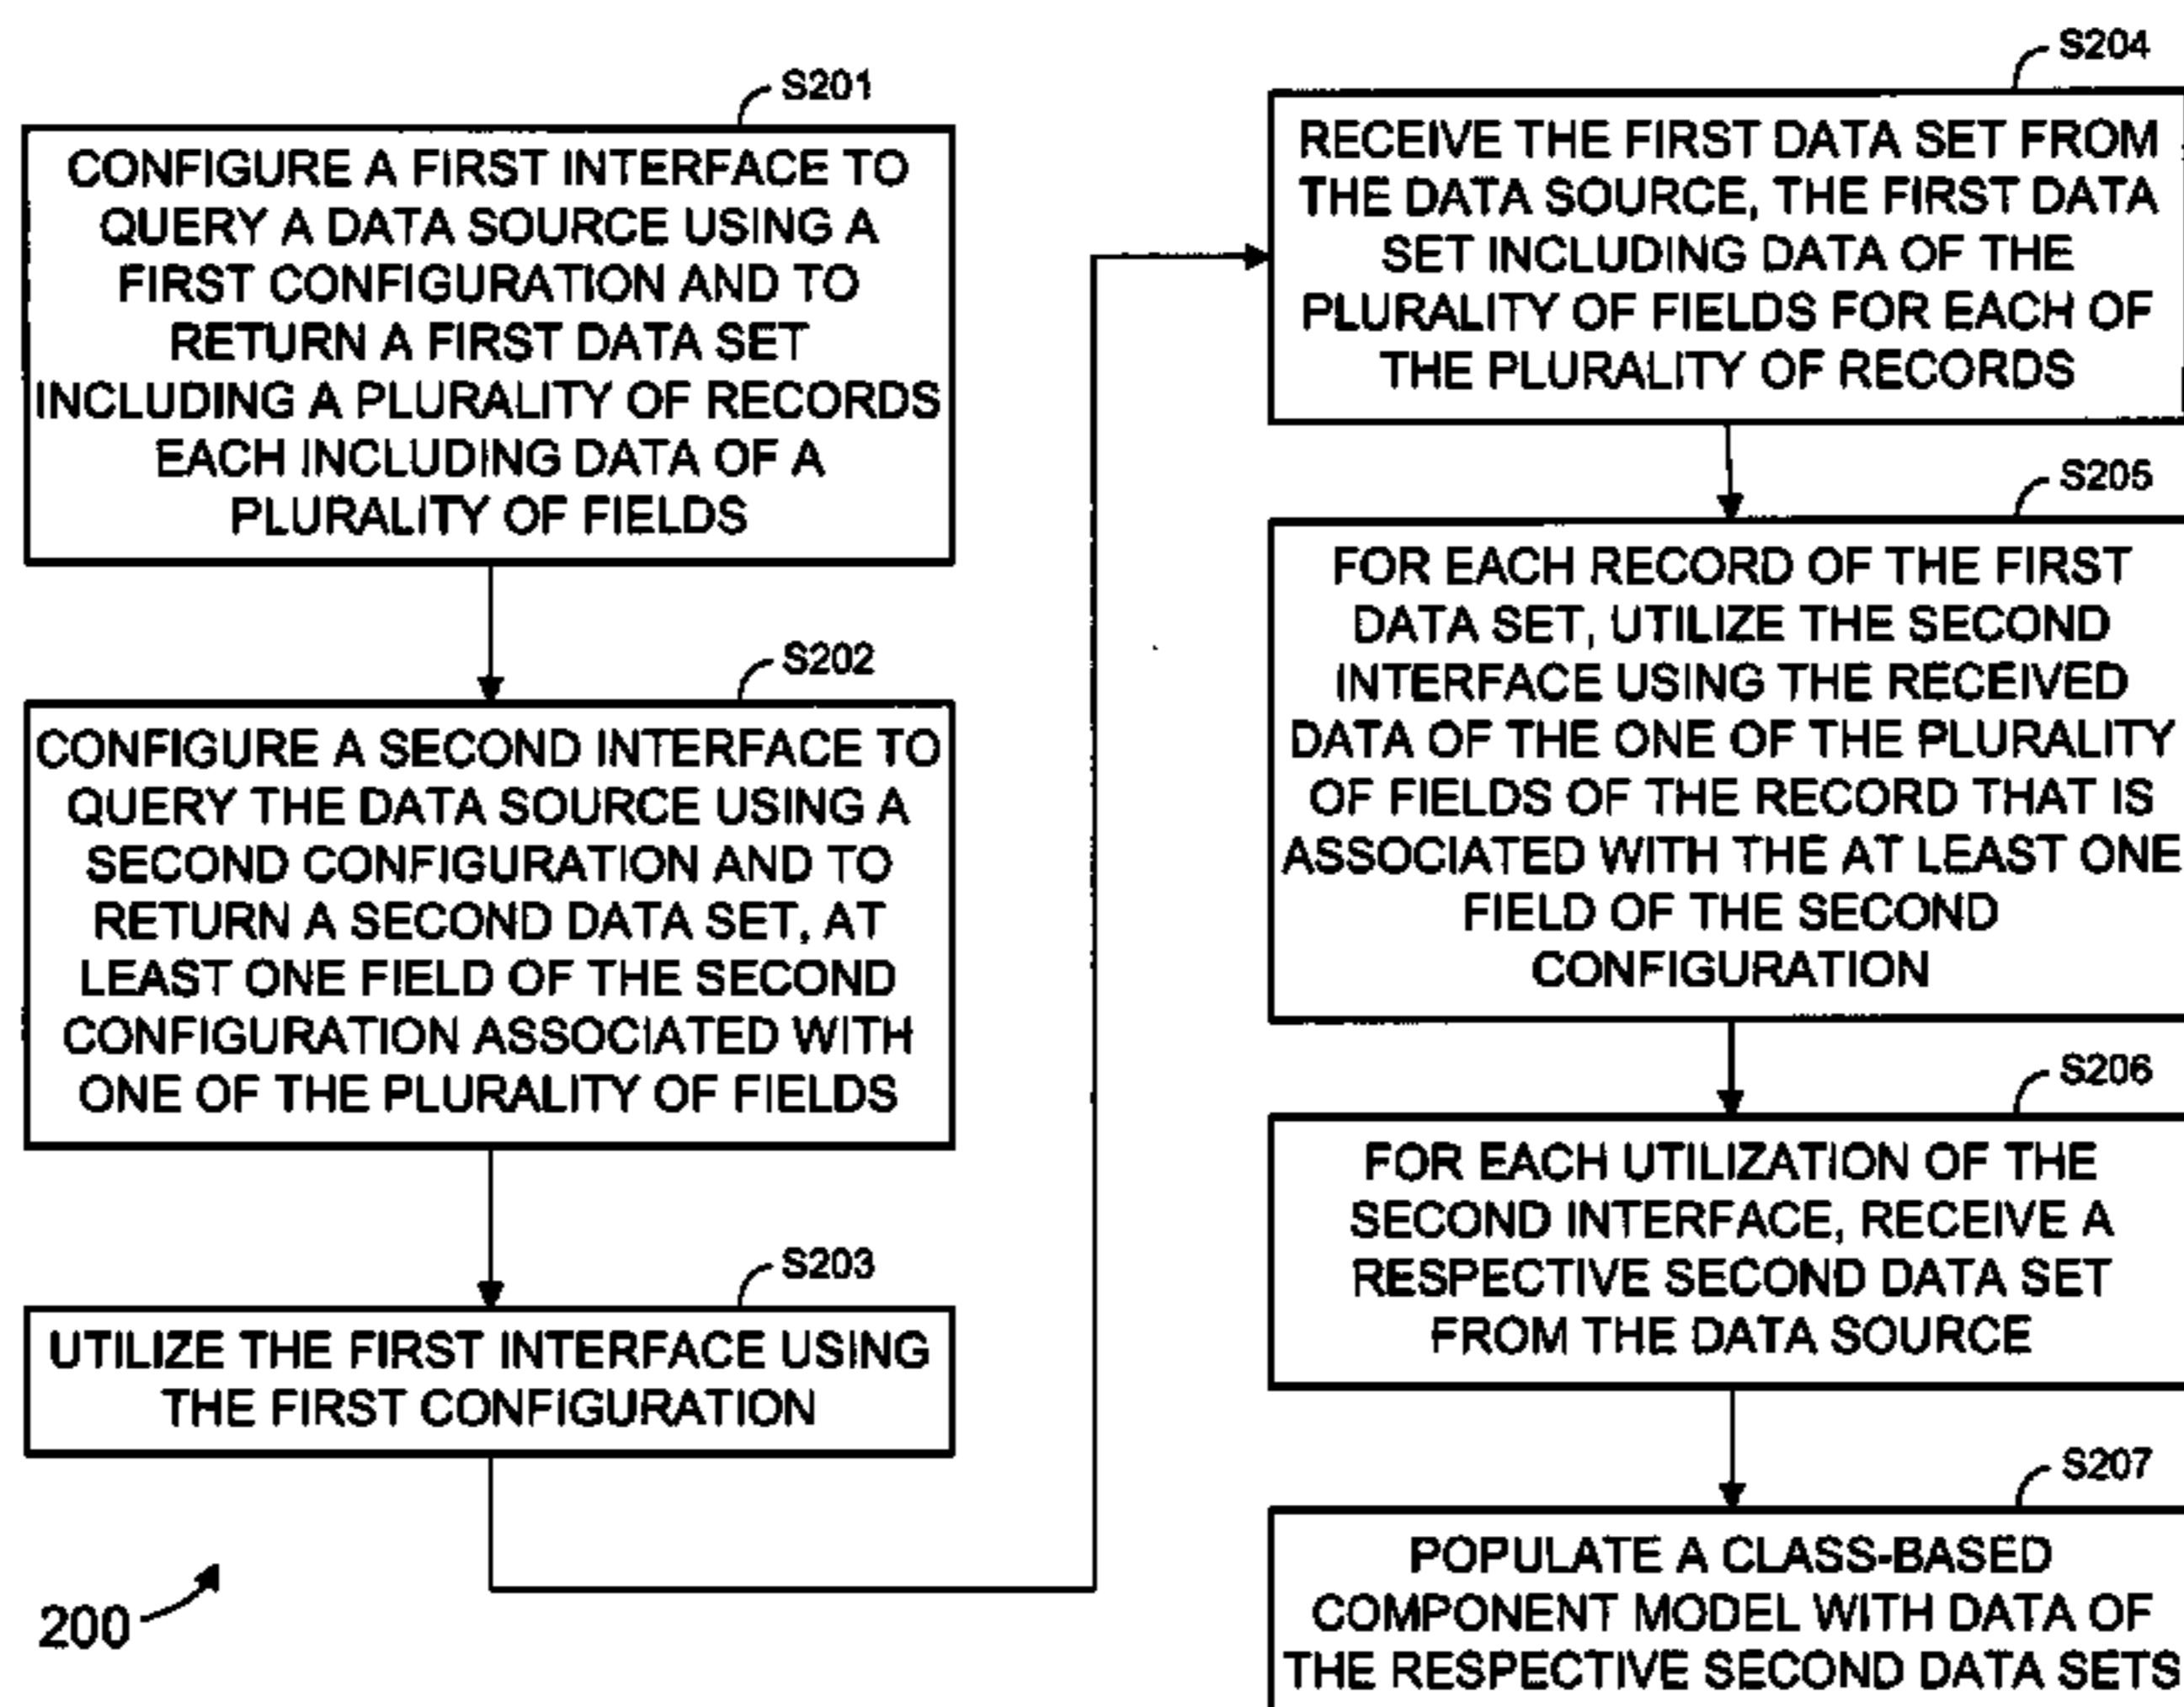 S201
CONFIGURE A FIRST INTERFACE TO
QUERY A DATA SOURCE USING A
FIRST CONFIGURATION AND TO
RETURN A FIRST DATA SET
INCLUDING A PLURALITY OF RECORDS
EACH INCLUDING DATA OF A
PLURALITY OF FIELDS
S202
CONFIGURE A SECOND INTERFACE TO
QUERY THE DATA SOURCE USING A
SECOND CONFIGURATION AND TO
RETURN A SECOND DATA SET, AT
LEAST ONE FIELD OF THE SECOND
CONFIGURATION ASSOCIATED WITH
ONE OF THE PLURALITY OF FIELDS
S203
UTILIZE THE FIRST INTERFACE USING
THE FIRST CONFIGURATION
200
S204
RECEIVE THE FIRST DATA SET FROM
THE DATA SOURCE, THE FIRST DATA
SET INCLUDING DATA OF THE
PLURALITY OF FIELDS FOR EACH OF
THE PLURALITY OF RECORDS
S205
FOR EACH RECORD OF THE FIRST
DATA SET, UTILIZE THE SECOND
INTERFACE USING THE RECEIVED
DATA OF THE ONE OF THE PLURALITY
OF FIELDS OF THE RECORD THAT IS
ASSOCIATED WITH THE AT LEAST ONE
FIELD OF THE SECOND
CONFIGURATION
S206
FOR EACH UTILIZATION OF THE
SECOND INTERFACE, RECEIVE A
RESPECTIVE SECOND DATA SET
FROM THE DATA SOURCE
S207
POPULATE A CLASS-BASED
COMPONENT MODEL WITH DATA OF
THE RESPECTIVE SECOND DATA SETS